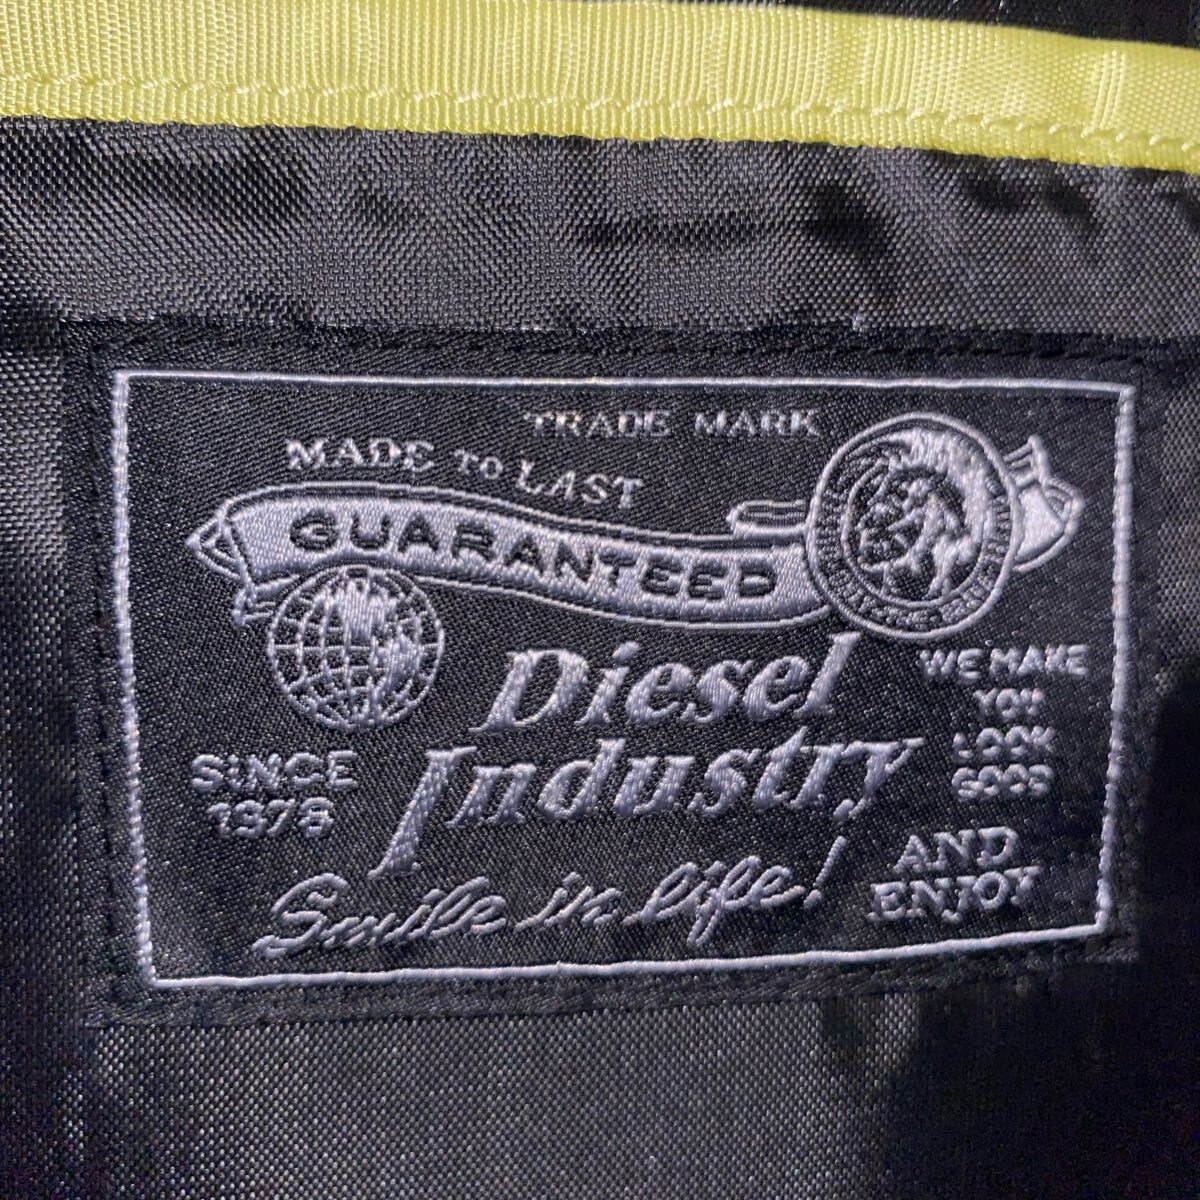 TRADE MARK
MADE TO LAST
GUARANTEED
Diesel
Industry
SINCE
1978
WE MAKE
YOU
LOOK
GOOD
AND
ENJOY
Smile in life!